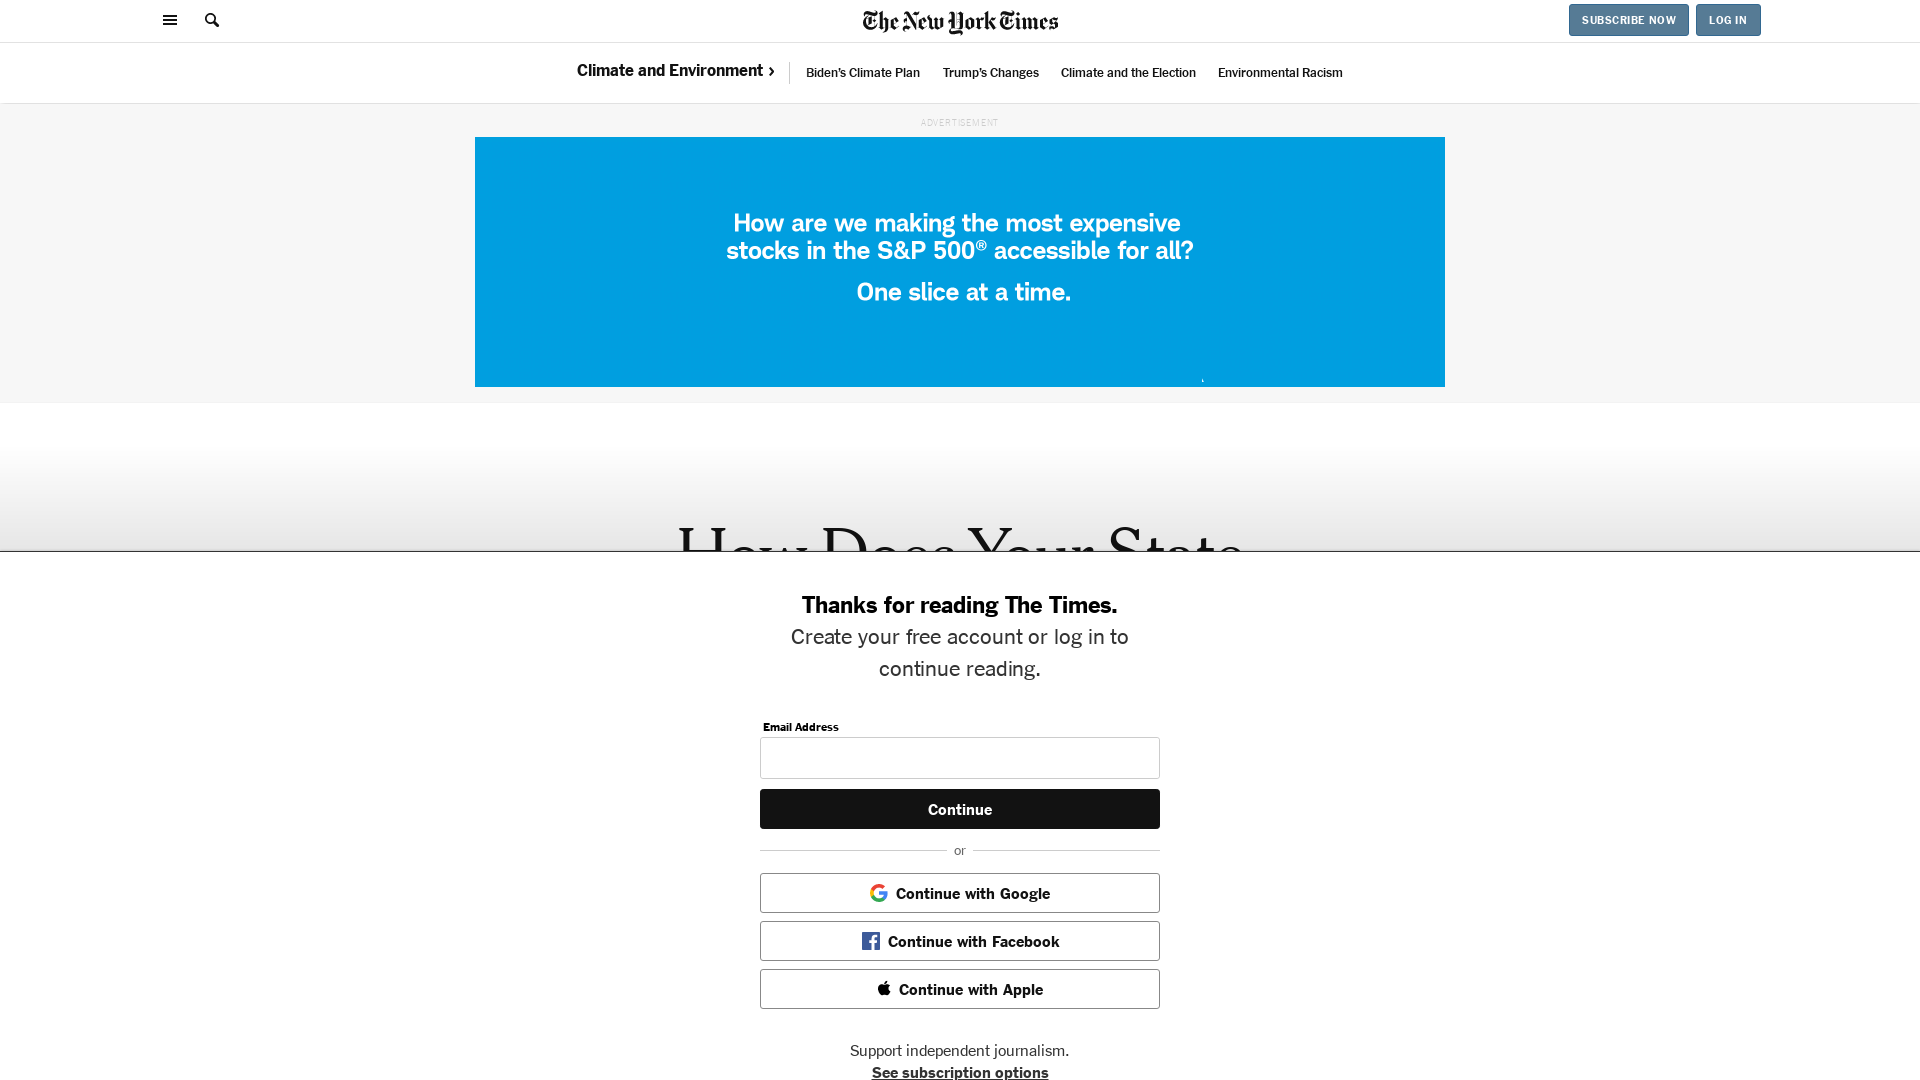 The New York Times
SUBSCRIBE NOW
LOG IN
Climate and Environment ›
Biden's Climate Plan
Trump's Changes
Climate and the Election
Environmental Racism
ADVERTISEMENT
How are we making the most expensive
stocks in the S&P 500® accessible for all?
One slice at a time.
How Does Your State
Thanks for reading The Times.
Create your free account or log in to
continue reading.
Email Address
Continue
or
Continue with Google
Continue with Facebook
Continue with Apple
Support independent journalism.
See subscription options